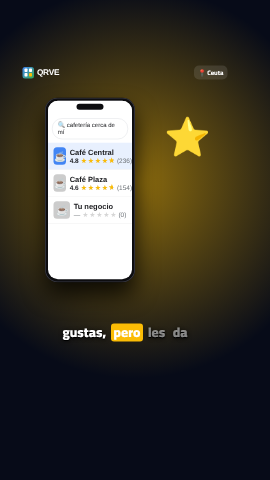 QRVE
📍 Ceuta
🔍 cafetería cerca de
mí
Café Central
4.8 ★★★★★ (236)
Café Plaza
4.6 ★★★★★ (154)
Tu negocio
— ★★★★★ (0)
gustas, pero les da